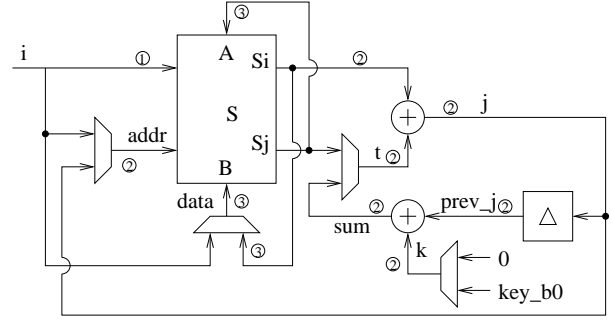 ③
i ① A Si ② ② j
S
addr Sj t ②
② B
data ③ sum ② prev_j ② △
③ ② k 0
key_b0